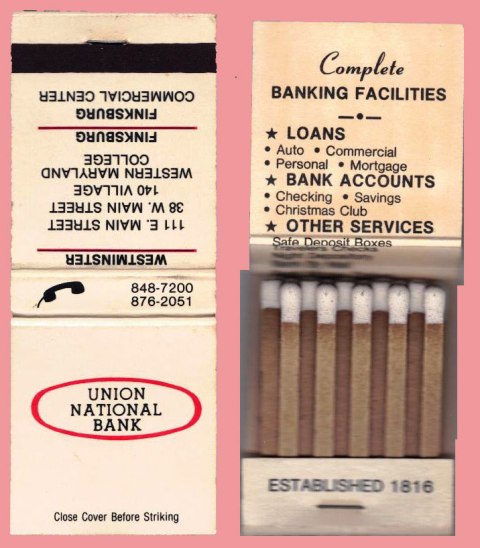 WESTMINSTER
111 E. MAIN STREET
38 W. MAIN STREET
140 VILLAGE
WESTERN MARYLAND
COLLEGE
FINKSBURG
FINKSBURG
COMMERCIAL CENTER
848-7200
876-2051
UNION
NATIONAL
BANK
Close Cover Before Striking
Complete
BANKING FACILITIES
★ LOANS
• Auto • Commercial
• Personal • Mortgage
★ BANK ACCOUNTS
• Checking • Savings
• Christmas Club
★ OTHER SERVICES
Safe Deposit Boxes
Travelers Checks
ESTABLISHED 1816